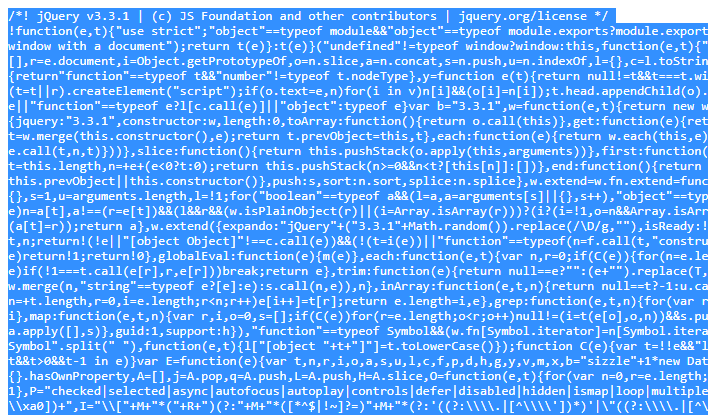 /*! jQuery v3.3.1 | (c) JS Foundation and other contributors | jquery.org/license */
!function(e,t){"use strict";"object"==typeof module&&"object"==typeof module.exports?module.export
window with a document");return t(e)}:t(e)}("undefined"!=typeof window?window:this,function(e,t){"
[],r=e.document,i=Object.getPrototypeOf,o=n.slice,a=n.concat,s=n.push,u=n.indexOf,l={},c=l.toStrin
{return"function"==typeof t&&"number"!=typeof t.nodeType},y=function e(t){return null!=t&&t===t.wi
(t=t||r).createElement("script");if(o.text=e,n)for(i in v)n[i]&&(o[i]=n[i]);t.head.appendChild(o).
e||"function"==typeof e?l[c.call(e)]||"object":typeof e}var b="3.3.1",w=function(e,t){return new w
{jquery:"3.3.1",constructor:w,length:0,toArray:function(){return o.call(this)},get:function(e){ret
t=w.merge(this.constructor(),e);return t.prevObject=this,t},each:function(e){return w.each(this,e)
e.call(t,n,t)}))},slice:function(){return this.pushStack(o.apply(this,arguments))},first:function(
t=this.length,n=+e+(e<0?t:0);return this.pushStack(n>=0&&n<t?[this[n]]:[])},end:function(){return
this.prevObject||this.constructor()},push:s,sort:n.sort,splice:n.splice},w.extend=w.fn.extend=func
{},s=1,u=arguments.length,l=!1;for("boolean"==typeof a&&(l=a,a=arguments[s]||{},s++),"object"==type
e)n=a[t],a!==(r=e[t])&&(l&&r&&(w.isPlainObject(r)||(i=Array.isArray(r)))?(i?(i=!1,o=n&&Array.isArr
(a[t]=r));return a},w.extend({expando:"jQuery"+("3.3.1"+Math.random()).replace(/\D/g,""),isReady:!
t,n;return!(!e||"[object Object]"!==c.call(e))&&(!(t=i(e))||"function"==typeof(n=f.call(t,"constru
e)return!1;return!0},globalEval:function(e){m(e)},each:function(e,t){var n,r=0;if(C(e)){for(n=e.le
e)if(!1===t.call(e[r],r,e[r]))break;return e},trim:function(e){return null==e?"":(e+"").replace(T,
w.merge(n,"string"==typeof e?[e]:e):s.call(n,e)),n},inArray:function(e,t,n){return null==t?-1:u.ca
n=+t.length,r=0,i=e.length;r<n;r++)e[i++]=t[r];return e.length=i,e},grep:function(e,t,n){for(var r
i},map:function(e,t,n){var r,i,o=0,s=[];if(C(e))for(r=e.length;o<r;o++)null!=(i=t(e[o],o,n))&&s.pu
a.apply([],s)},guid:1,support:h}),"function"==typeof Symbol&&(w.fn[Symbol.iterator]=n[Symbol.itera
Symbol".split(" "),function(e,t){l["[object "+t+"]"]=t.toLowerCase()});function C(e){var t=!!e&&"l
t&&t>0&&t-1 in e)}var E=function(e){var t,n,r,i,o,a,s,u,l,c,f,p,d,h,g,y,v,m,x,b="sizzle"+1*new Dat
{}.hasOwnProperty,A=[],j=A.pop,q=A.push,L=A.push,H=A.slice,O=function(e,t){for(var n=0,r=e.length;
1},P="checked|selected|async|autofocus|autoplay|controls|defer|disabled|hidden|ismap|loop|multiple
\\xa0])+",I="\\["+M+"*("+R+")(?:"+M+"*([*^$|!~]?=)"+M+"*(?:'((?:\\\\.|[^\\\\'])*)'|\"((?:\\\\.|[^\